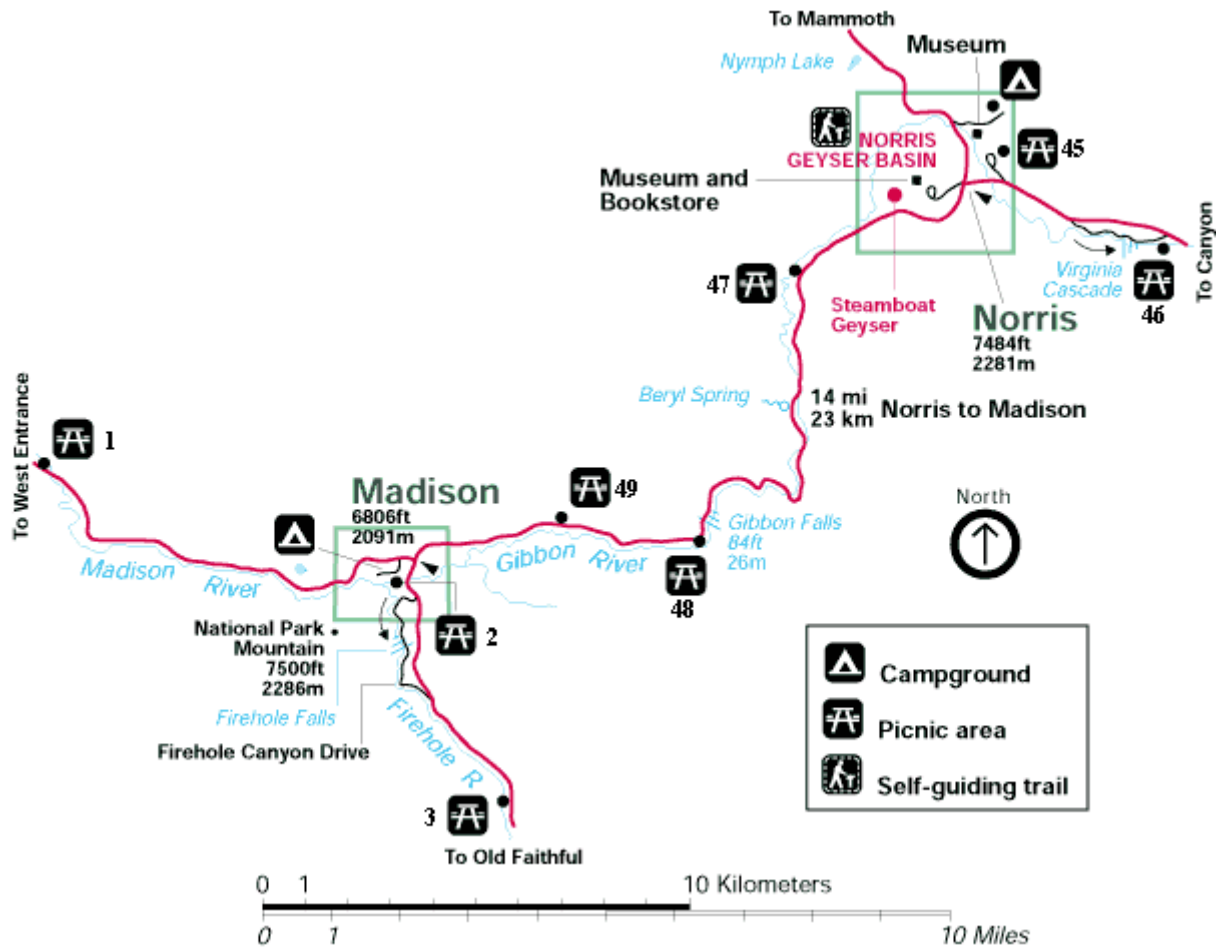 To Mammoth
Museum
Nymph Lake
45
NORRIS
GEYSER BASIN
Museum and
Bookstore
To Canyon
Virginia
Cascade
46
47
Steamboat
Geyser
Norris
7484ft
2281m
Beryl Spring
14 mi
23 km
Norris to Madison
To West Entrance
1
Madison
6806ft
2091m
49
North
Gibbon Falls
84ft
26m
Madison River
Gibbon River
48
2
National Park
Mountain
7500ft
2286m
Firehole Falls
Firehole Canyon Drive
Firehole R
3
To Old Faithful
Campground
Picnic area
Self-guiding trail
0 1 10 Kilometers
0 1 10 Miles